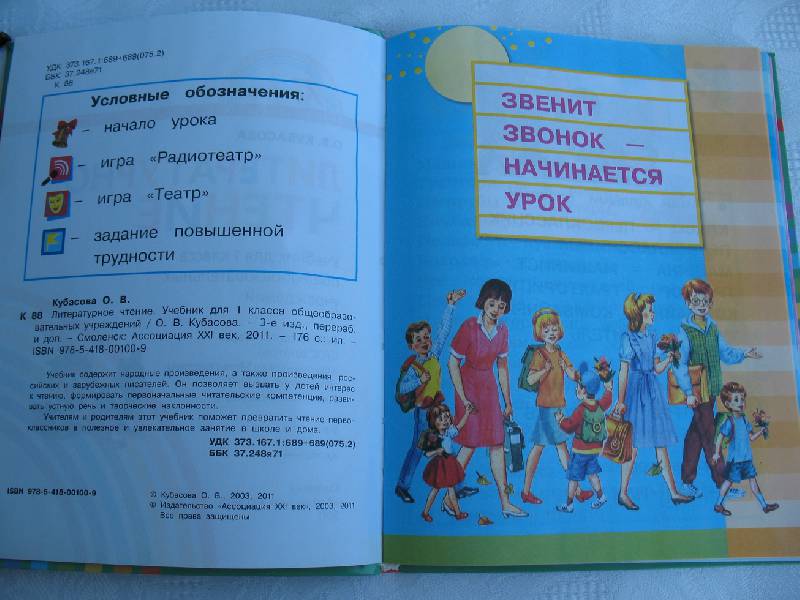 УДК 373.167.1:689+689(075.2)
ББК 37.248я71
К 88
Условные обозначения:
– начало урока
– игра «Радиотеатр»
– игра «Театр»
– задание повышенной
трудности
Кубасова О. В.
К 88 Литературное чтение. Учебник для 1 класса общеобразо-
вательных учреждений / О. В. Кубасова. – 3-е изд., перераб.
и доп. – Смоленск: Ассоциация XXI век, 2011. – 176 с.: ил. –
ISBN 978-5-418-00100-9
Учебник содержит народные произведения, а также произведения рос-
сийских и зарубежных писателей. Он позволяет вызвать у детей интерес
к чтению, формировать первоначальные читательские компетенции, разви-
вать устную речь и творческие наклонности.
Учителям и родителям этот учебник поможет превратить чтение перво-
классников в полезное и увлекательное занятие в школе и дома.
УДК 373.167.1:689+689(075.2)
ББК 37.248я71
ISBN 978-5-418-00100-9
© Кубасова О. В., 2003, 2011
© Издательство «Ассоциация XXI век», 2003, 2011
Все права защищены
ЗВЕНИТ
ЗВОНОК —
НАЧИНАЕТСЯ
УРОК